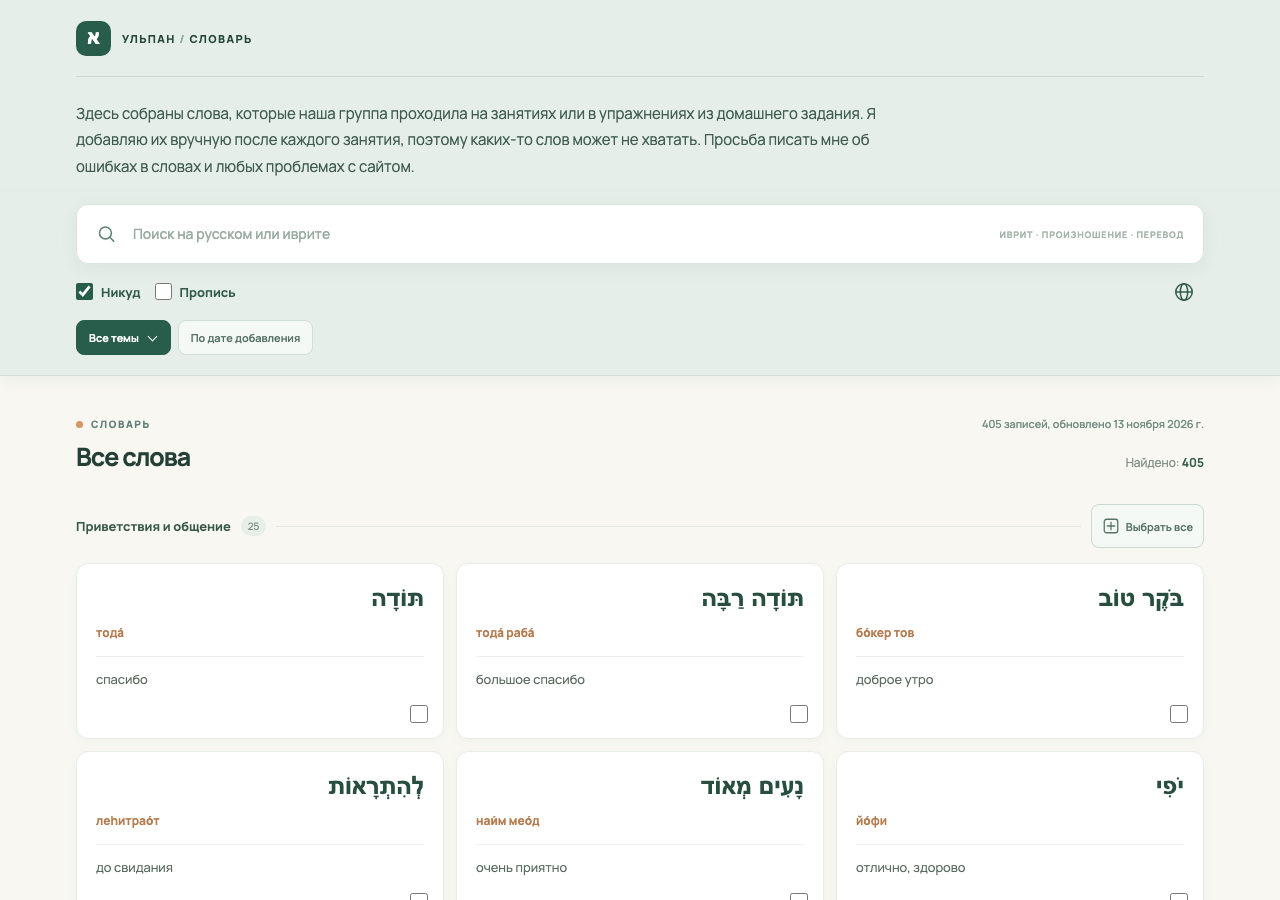 א УЛЬПАН / СЛОВАРЬ
Здесь собраны слова, которые наша группа проходила на занятиях или в упражнениях из домашнего задания. Я
добавляю их вручную после каждого занятия, поэтому каких-то слов может не хватать. Просьба писать мне об
ошибках в словах и любых проблемах с сайтом.
Поиск на русском или иврите
ИВРИТ · ПРОИЗНОШЕНИЕ · ПЕРЕВОД
Никуд
Пропись
Все темы
По дате добавления
СЛОВАРЬ
405 записей, обновлено 13 ноября 2026 г.
Все слова
Найдено: 405
Приветствия и общение 25
Выбрать все
תּוֹדָה
тода́
спасибо
תּוֹדָה רַבָּה
тода́ раба́
большое спасибо
בֹּקֶר טוֹב
бо́кер тов
доброе утро
לְהִתְרָאוֹת
леhитрао́т
до свидания
נָעִים מְאוֹד
наи́м мео́д
очень приятно
יֹפִי
йо́фи
отлично, здорово